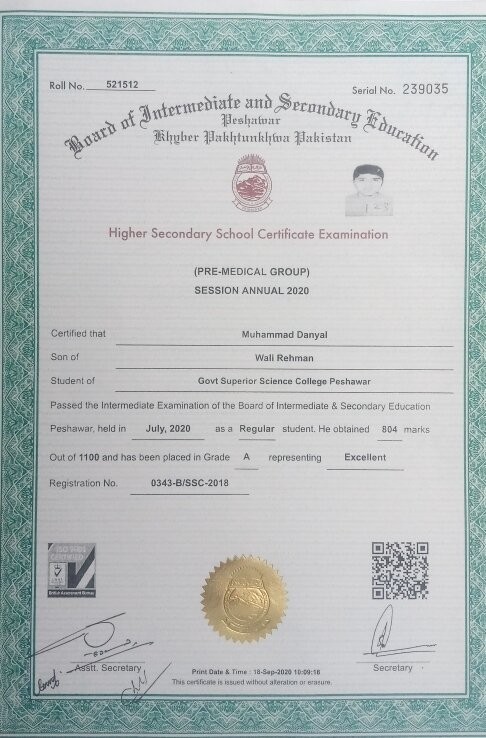 Roll No. 521512
Serial No. 239035
Board of Intermediate and Secondary Education
Peshawar
Khyber Pakhtunkhwa Pakistan
Higher Secondary School Certificate Examination
(PRE-MEDICAL GROUP)
SESSION ANNUAL 2020
Certified that Muhammad Danyal
Son of Wali Rehman
Student of Govt Superior Science College Peshawar
Passed the Intermediate Examination of the Board of Intermediate & Secondary Education
Peshawar, held in July, 2020 as a Regular student. He obtained 804 marks
Out of 1100 and has been placed in Grade A representing Excellent
Registration No. 0343-B/SSC-2018
Asstt. Secretary
Secretary
Print Date & Time : 18-Sep-2020 10:09:16
This certificate is issued without alteration or erasure.